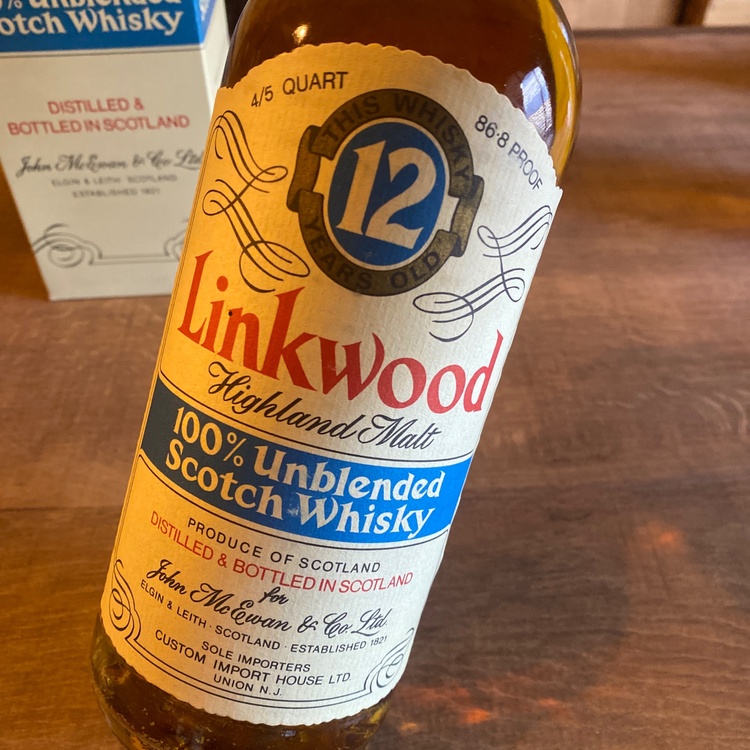 % Unblended
otch Whisky
DISTILLED &
BOTTLED IN SCOTLAND
John McEwan & Co Ltd
ELGIN & LEITH · SCOTLAND
ESTABLISHED 1821
4/5 QUART
86·8 PROOF
THIS WHISKY
12
YEARS OLD
Linkwood
Highland Malt
100% Unblended
Scotch Whisky
PRODUCE OF SCOTLAND
DISTILLED & BOTTLED IN SCOTLAND
for
John McEwan & Co. Ltd.
ELGIN & LEITH · SCOTLAND · ESTABLISHED 1821
SOLE IMPORTERS
CUSTOM IMPORT HOUSE LTD.
UNION N.J.